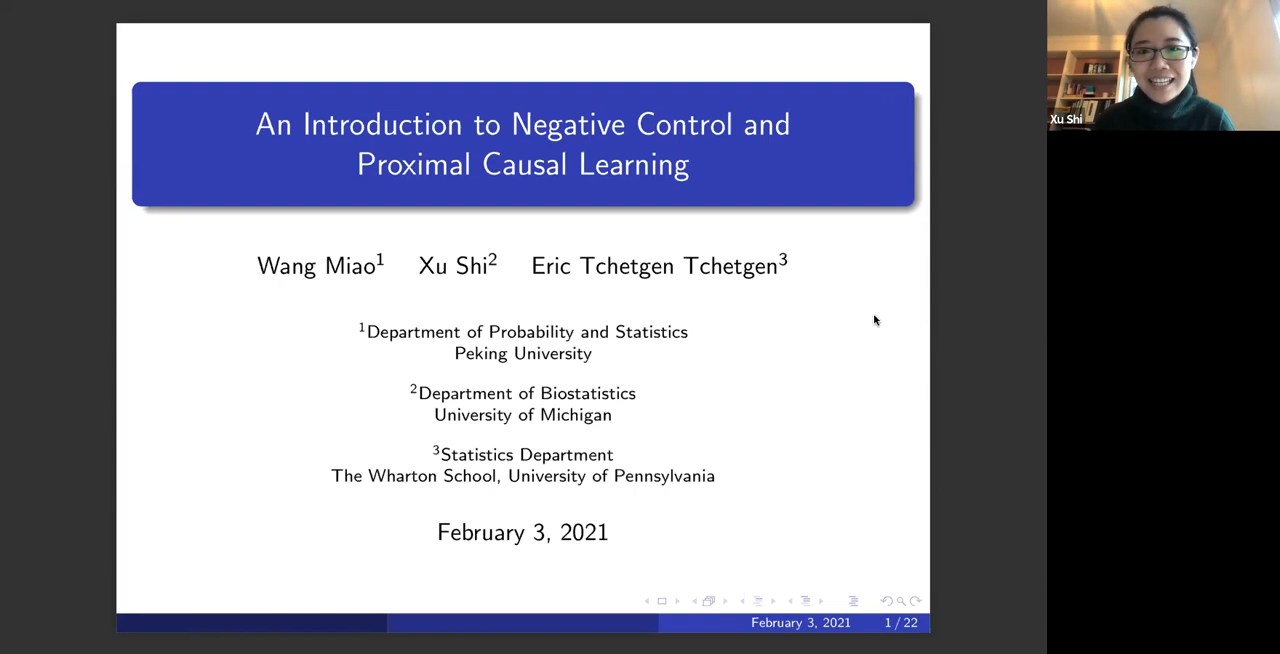 An Introduction to Negative Control and
Proximal Causal Learning
Wang Miao¹ Xu Shi² Eric Tchetgen Tchetgen³
¹Department of Probability and Statistics
Peking University
²Department of Biostatistics
University of Michigan
³Statistics Department
The Wharton School, University of Pennsylvania
February 3, 2021
February 3, 2021 1 / 22
Xu Shi